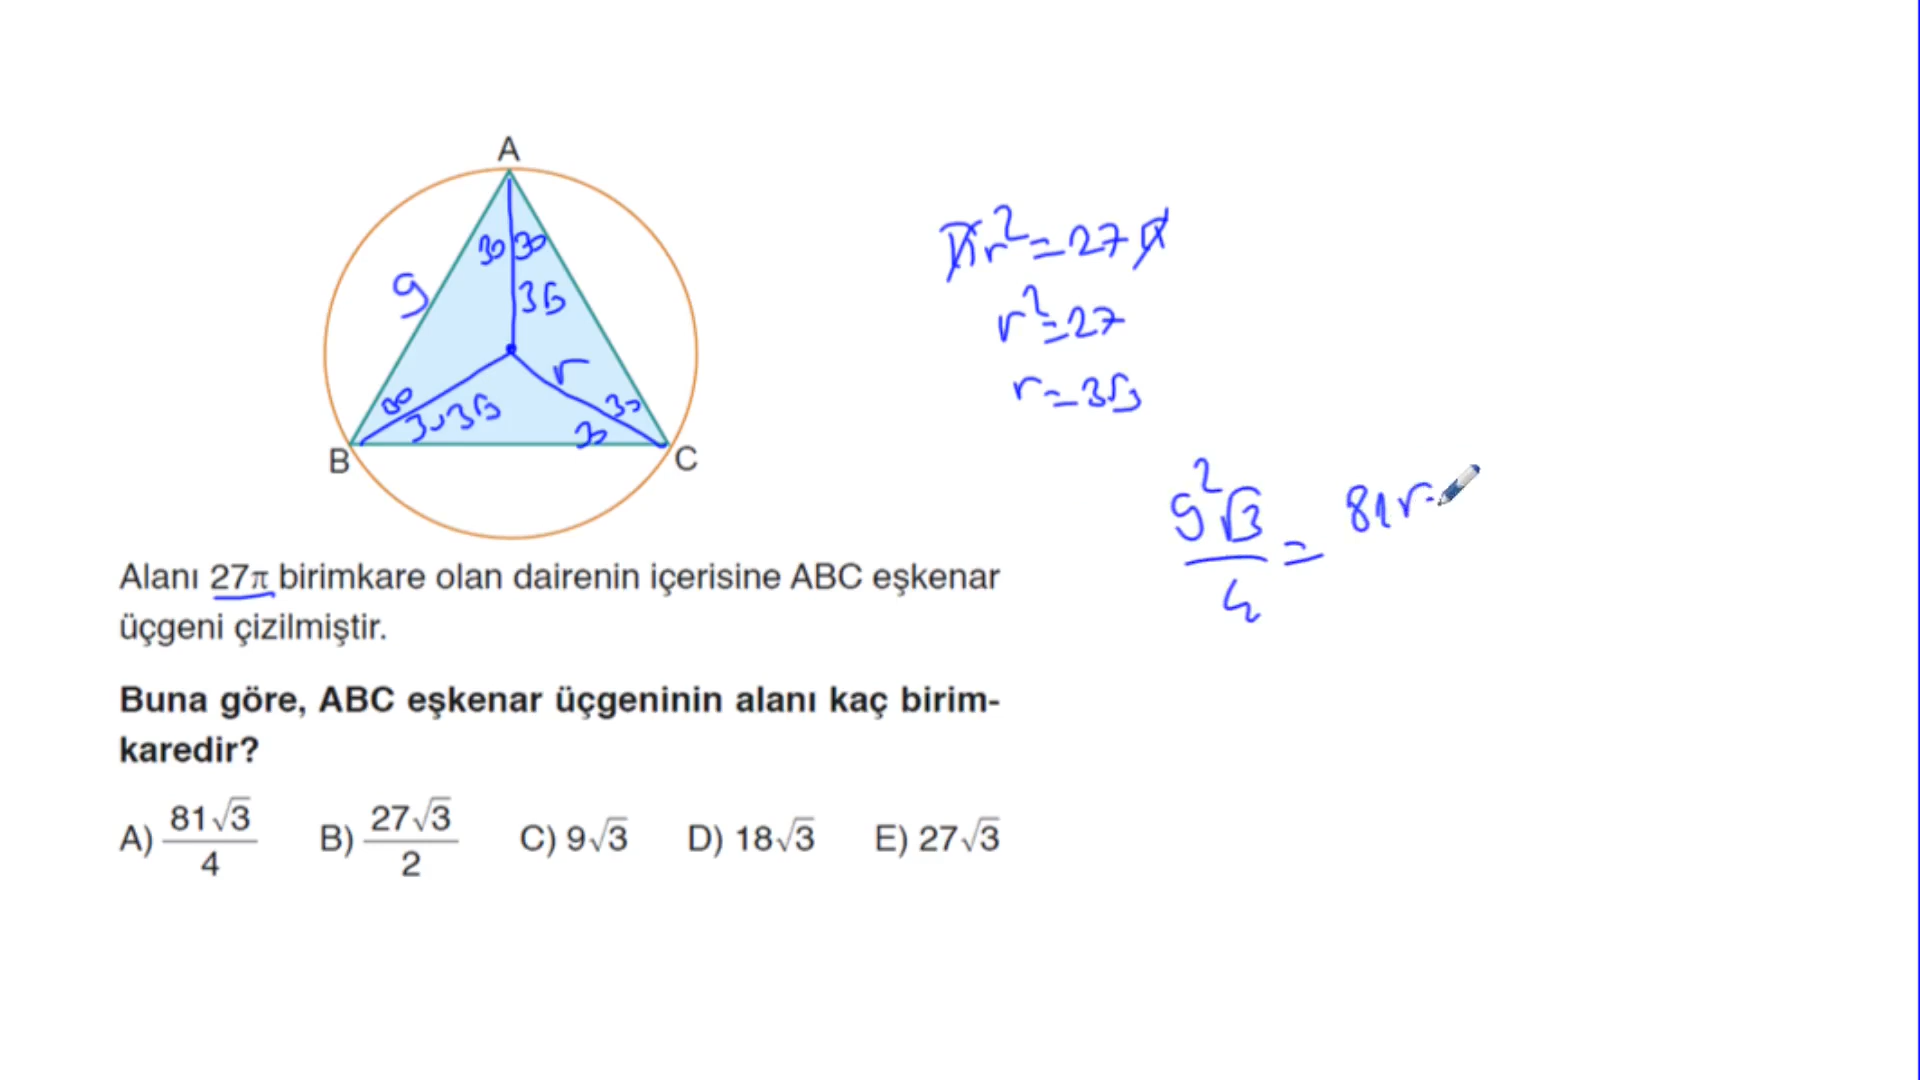 A
30 30
9
3√3
r
30
30 3√3
30
30
B
C
πr² = 27π
r² = 27
r = 3√3
9²√3 / 4 = 81√
Alanı 27π birimkare olan dairenin içerisine ABC eşkenar
üçgeni çizilmiştir.
Buna göre, ABC eşkenar üçgeninin alanı kaç birim-
karedir?
A) 81√3 / 4 B) 27√3 / 2 C) 9√3 D) 18√3 E) 27√3